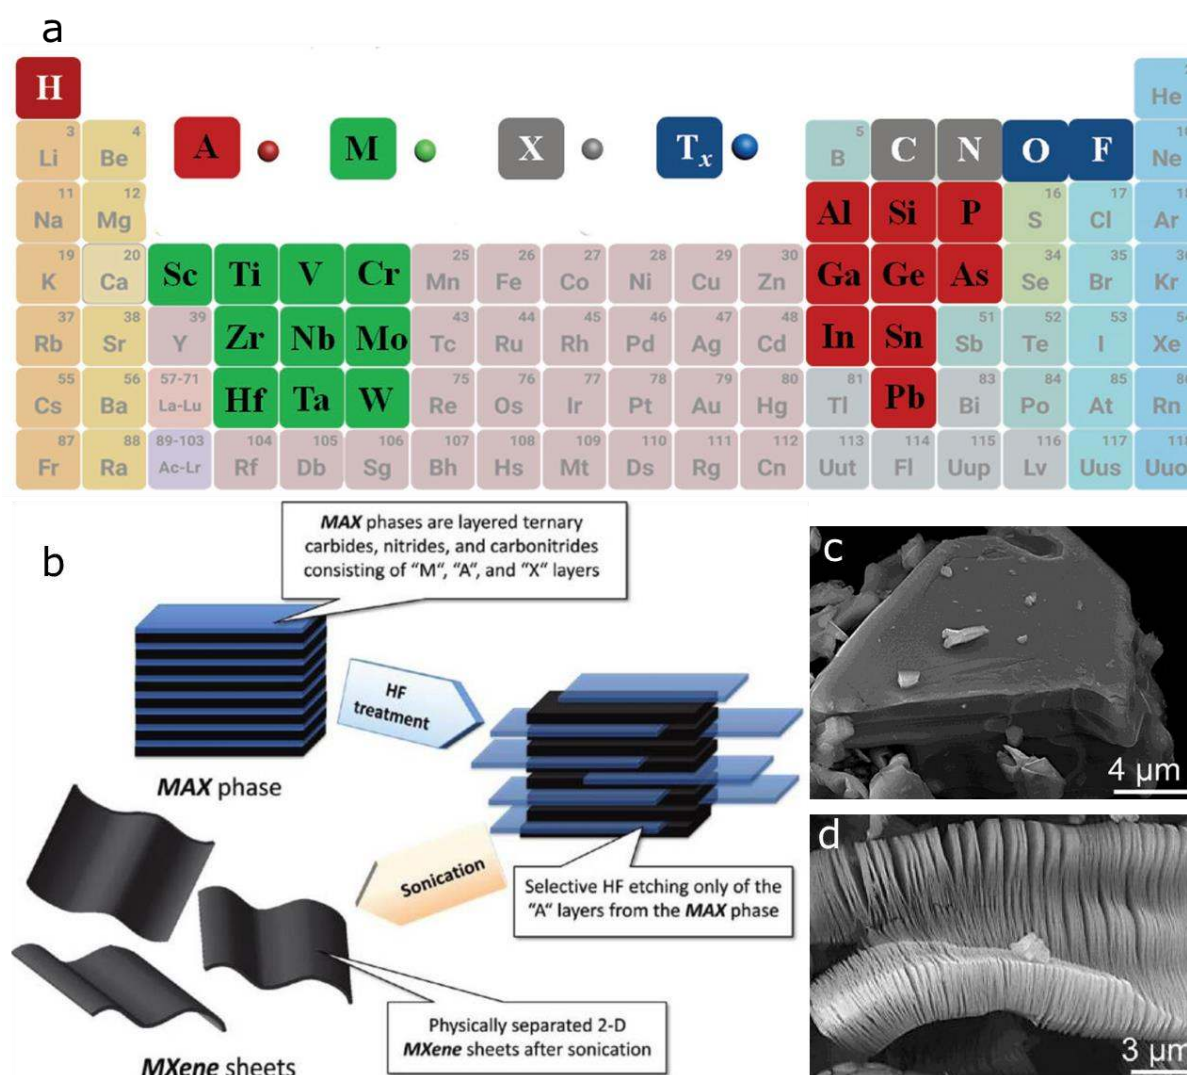 a
H
He
3 4 5 10
Li Be A M X Tx B C N O F Ne
11 12 16 17 18
Na Mg Al Si P S Cl Ar
19 20 25 26 27 28 29 30 34 35 36
K Ca Sc Ti V Cr Mn Fe Co Ni Cu Zn Ga Ge As Se Br Kr
37 38 39 43 44 45 46 47 48 51 52 53 54
Rb Sr Y Zr Nb Mo Tc Ru Rh Pd Ag Cd In Sn Sb Te I Xe
55 56 57-71 75 76 77 78 79 80 81 83 84 85 86
Cs Ba La-Lu Hf Ta W Re Os Ir Pt Au Hg Tl Pb Bi Po At Rn
87 88 89-103 104 105 106 107 108 109 110 111 112 113 114 115 116 117 118
Fr Ra Ac-Lr Rf Db Sg Bh Hs Mt Ds Rg Cn Uut Fl Uup Lv Uus Uuo
b
MAX phases are layered ternary
carbides, nitrides, and carbonitrides
consisting of "M", "A", and "X" layers
HF
treatment
MAX phase
Sonication
Selective HF etching only of the
"A" layers from the MAX phase
Physically separated 2-D
MXene sheets after sonication
MXene sheets
c
4 µm
d
3 µm